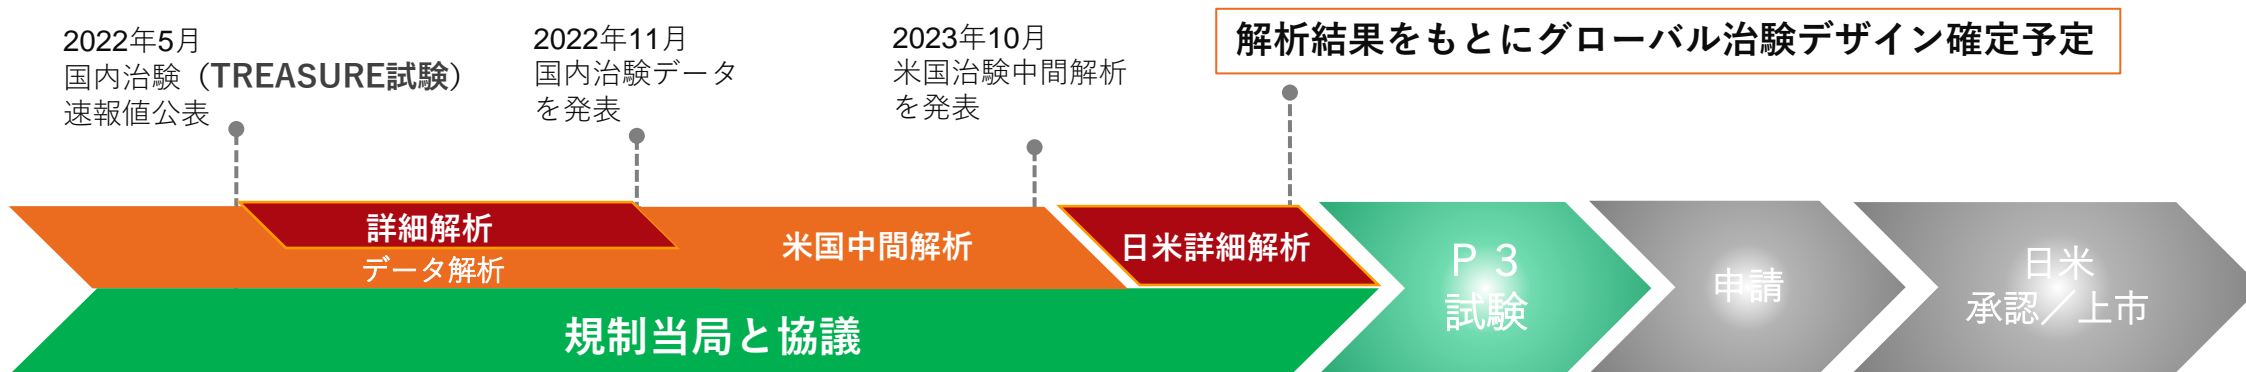 2022年5月
国内治験（TREASURE試験）
速報値公表
2022年11月
国内治験データ
を発表
2023年10月
米国治験中間解析
を発表
解析結果をもとにグローバル治験デザイン確定予定
詳細解析
データ解析
米国中間解析
日米詳細解析
規制当局と協議
Ｐ３
試験
申請
日米
承認／上市